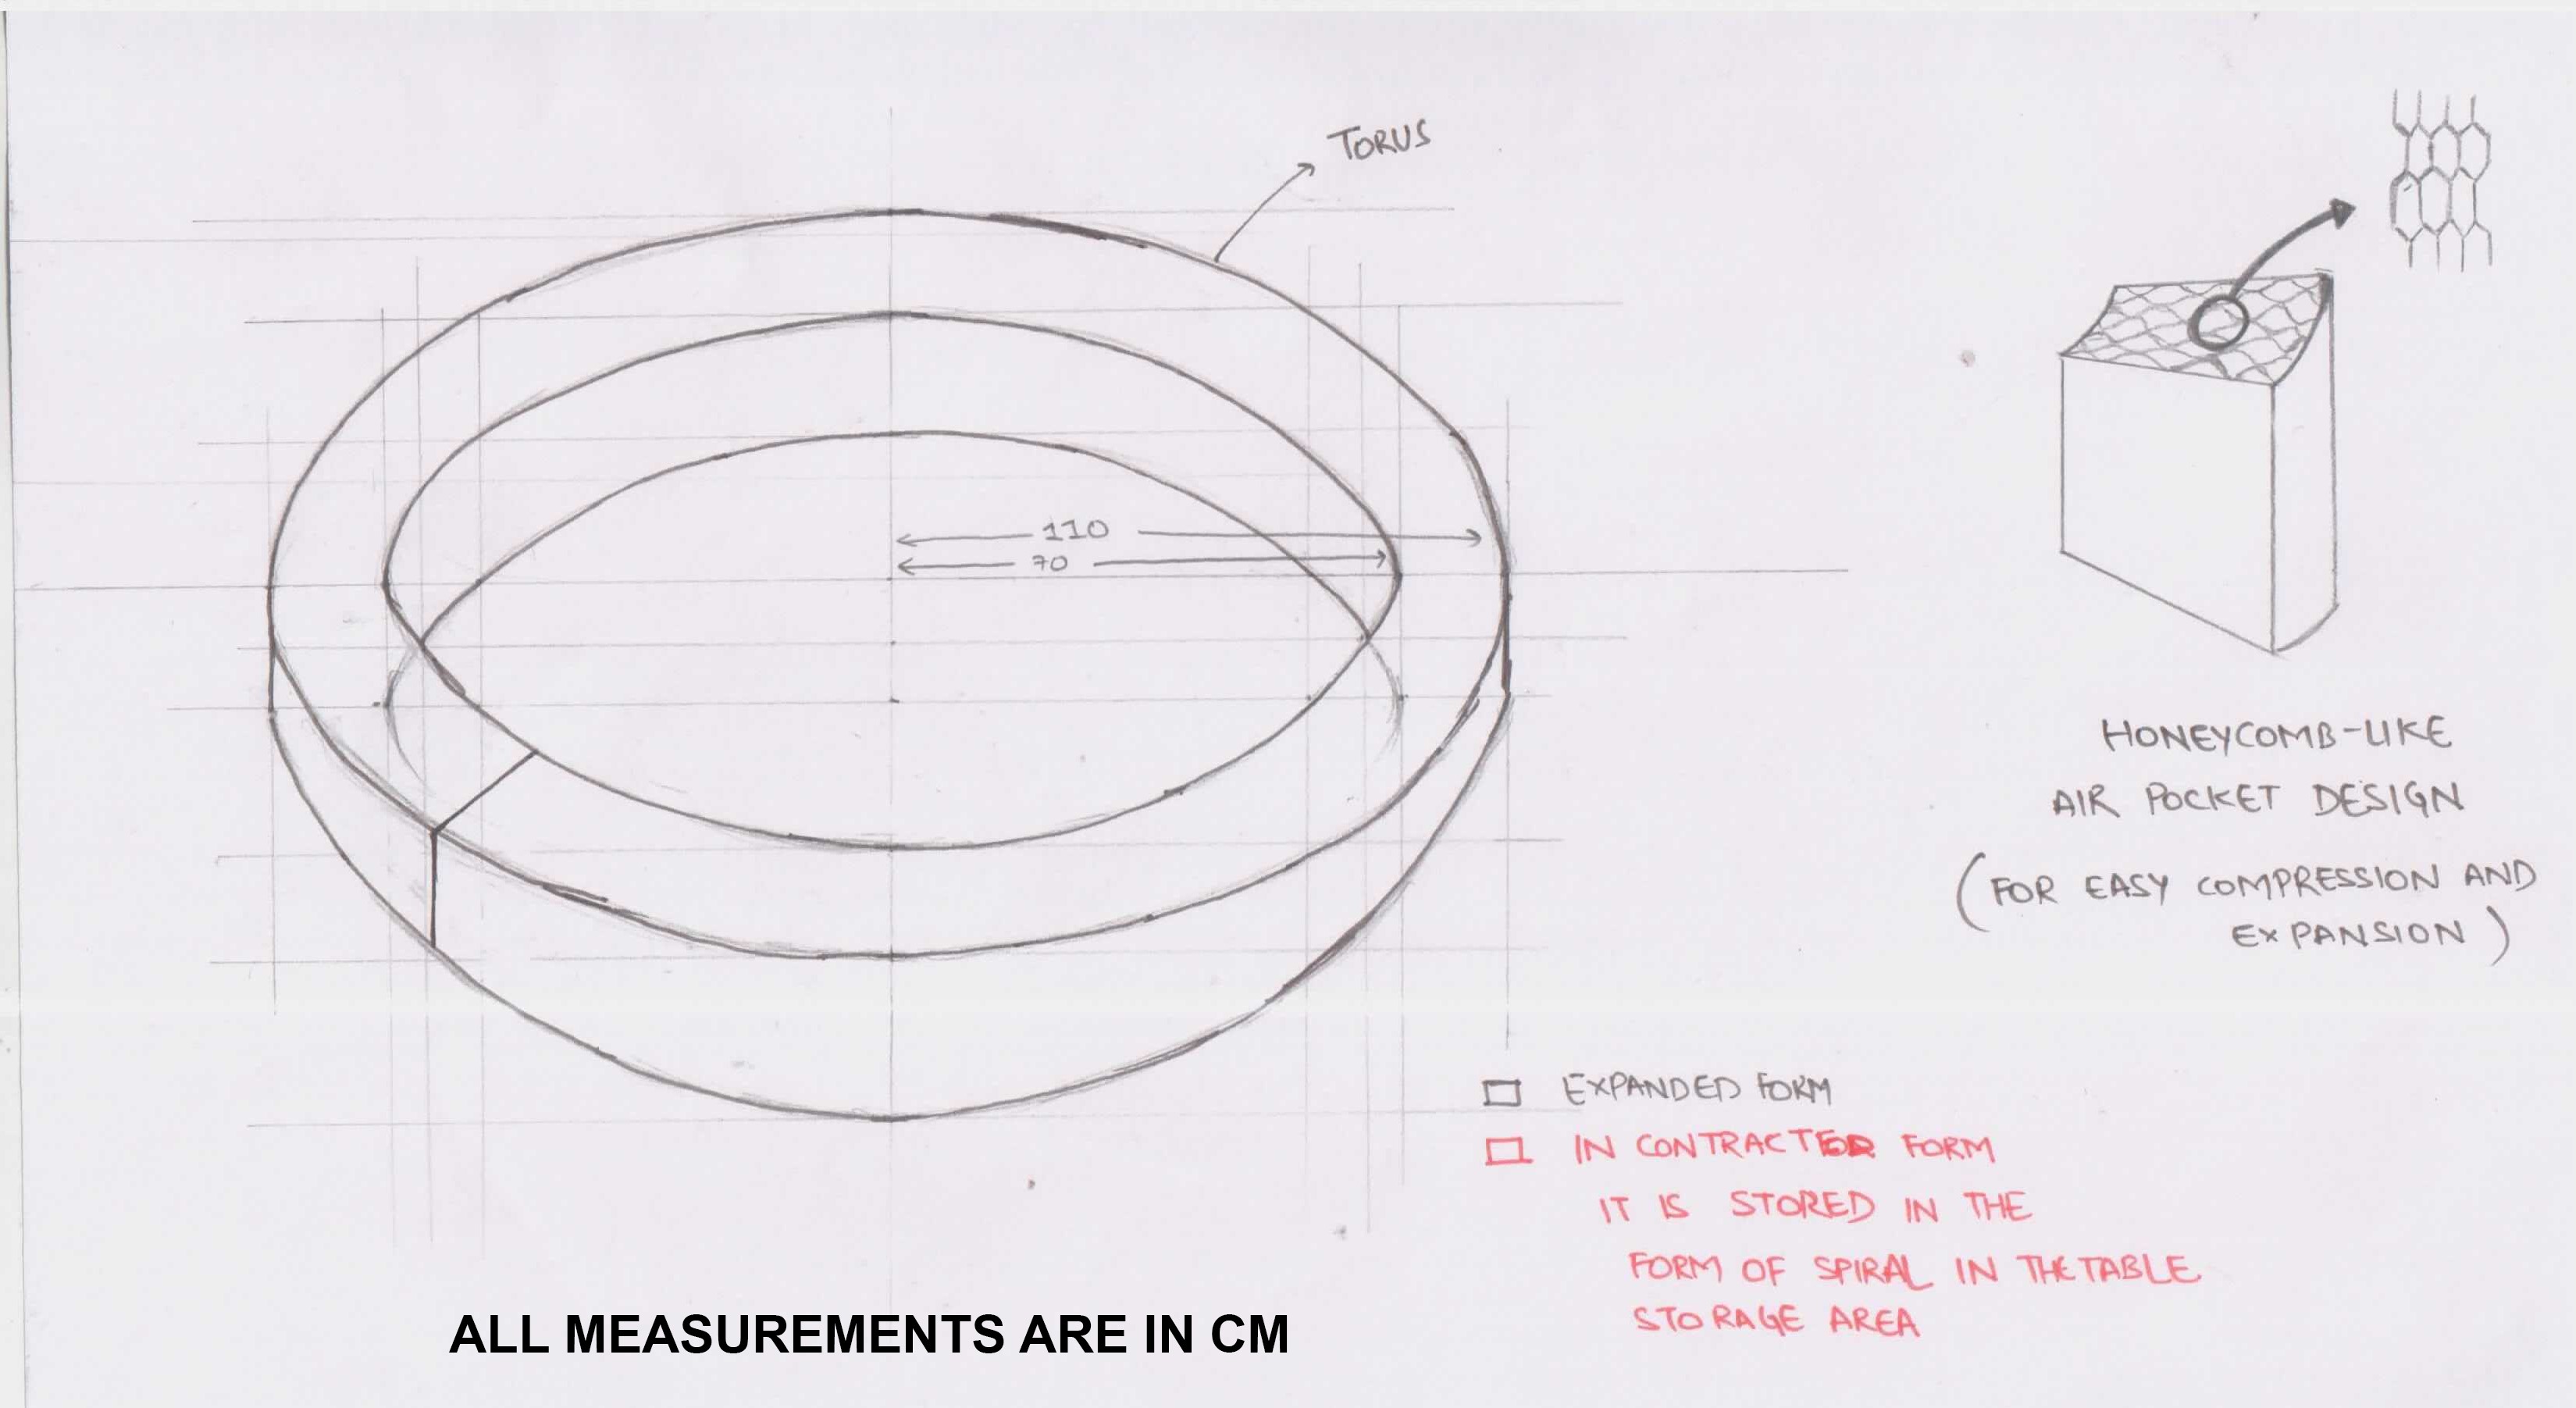 TORUS
110
70
HONEYCOMB-LIKE
AIR POCKET DESIGN
(FOR EASY COMPRESSION AND
EXPANSION)
EXPANDED FORM
IN CONTRACTED FORM
IT IS STORED IN THE
FORM OF SPIRAL IN THE TABLE
STORAGE AREA
ALL MEASUREMENTS ARE IN CM